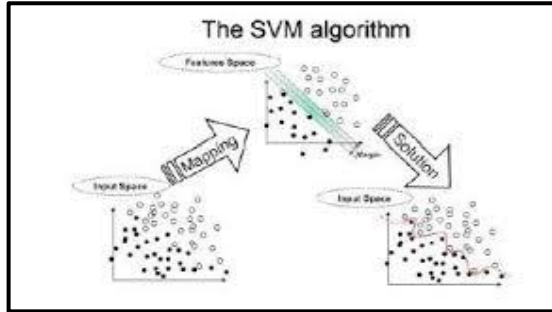 The SVM algorithm
Features Space
Margin
Mapping
Solution
Input Space
Input Space